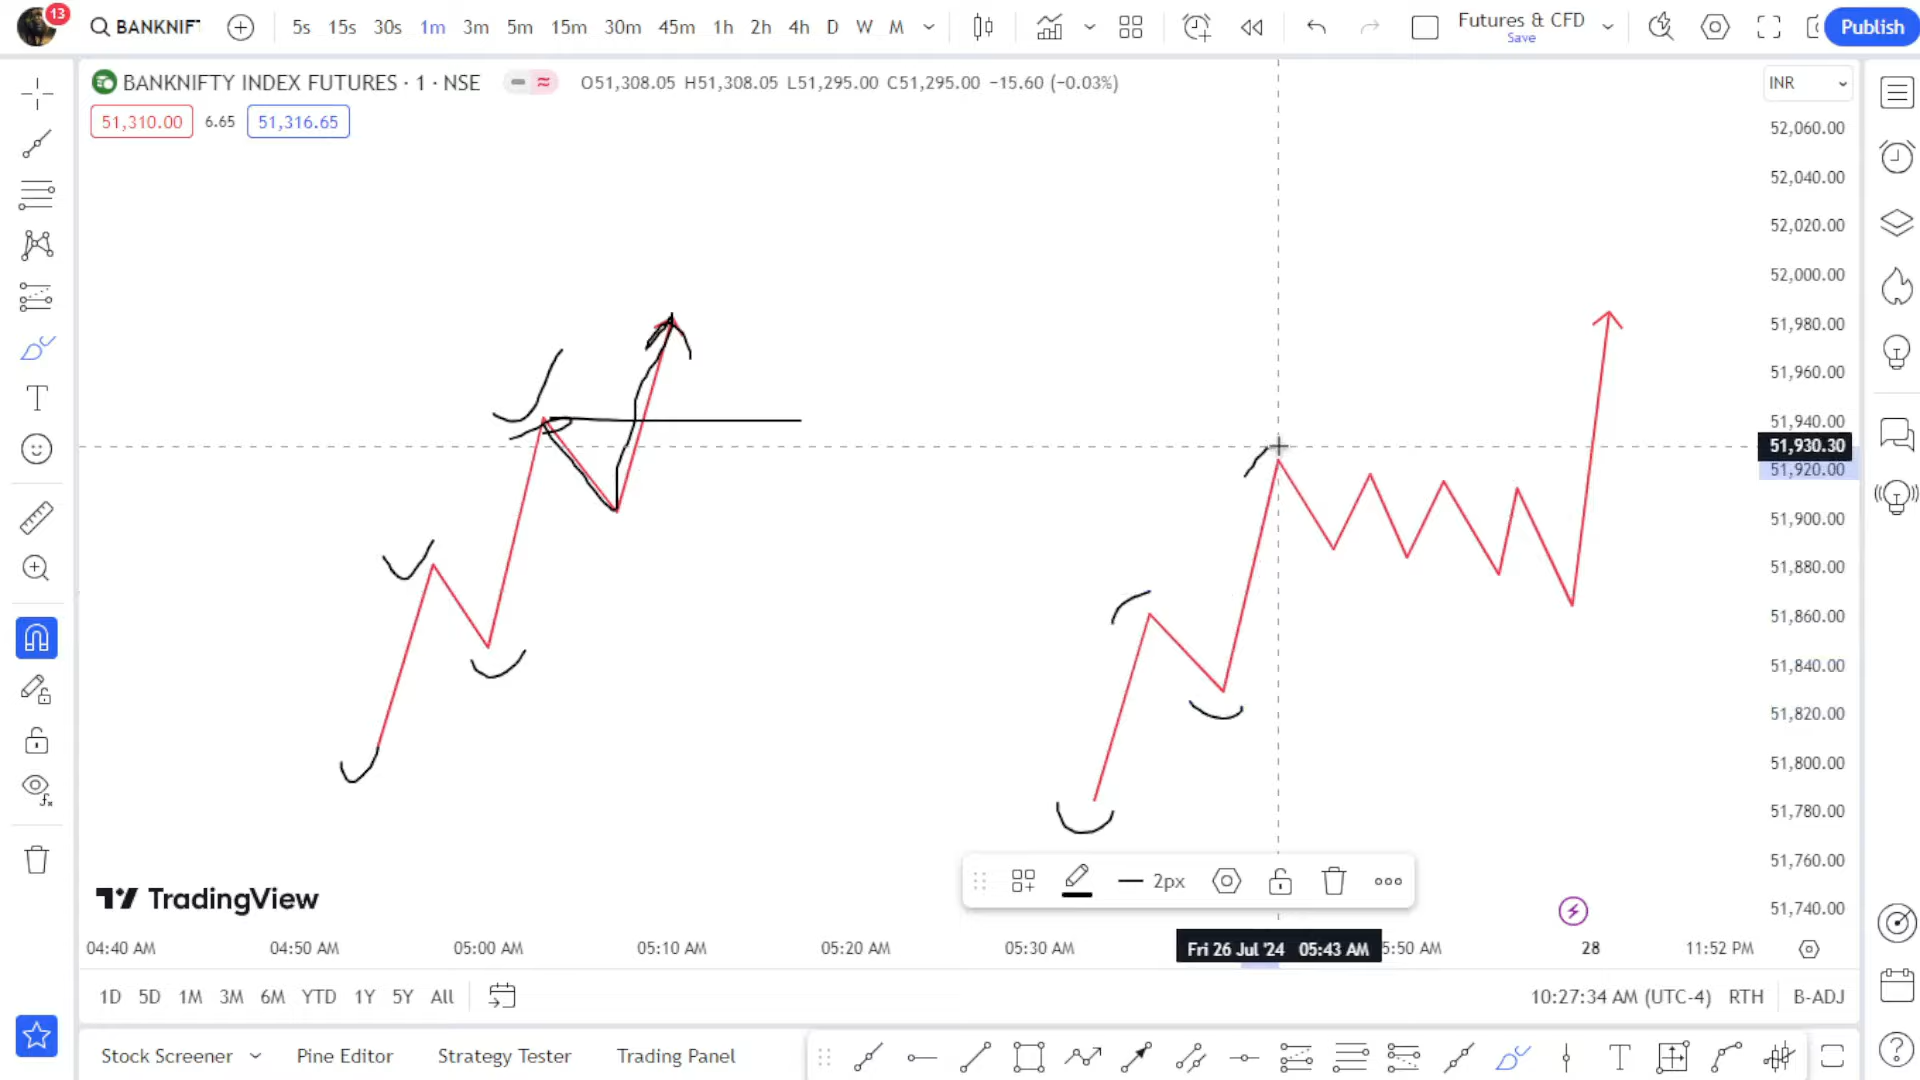 13
BANKNIF
5s 15s 30s 1m 3m 5m 15m 30m 45m 1h 2h 4h D W M
Futures & CFD
Save
Publish
BANKNIFTY INDEX FUTURES · 1 · NSE
O51,308.05 H51,308.05 L51,295.00 C51,295.00 −15.60 (−0.03%)
INR
51,310.00 6.65 51,316.65
52,060.00
52,040.00
52,020.00
52,000.00
51,980.00
51,960.00
51,940.00
51,930.30
51,920.00
51,900.00
51,880.00
51,860.00
51,840.00
51,820.00
51,800.00
51,780.00
51,760.00
51,740.00
2px
TradingView
04:40 AM 04:50 AM 05:00 AM 05:10 AM 05:20 AM 05:30 AM Fri 26 Jul '24 05:43 AM 5:50 AM 28 11:52 PM
1D 5D 1M 3M 6M YTD 1Y 5Y All
10:27:34 AM (UTC-4) RTH B-ADJ
Stock Screener Pine Editor Strategy Tester Trading Panel